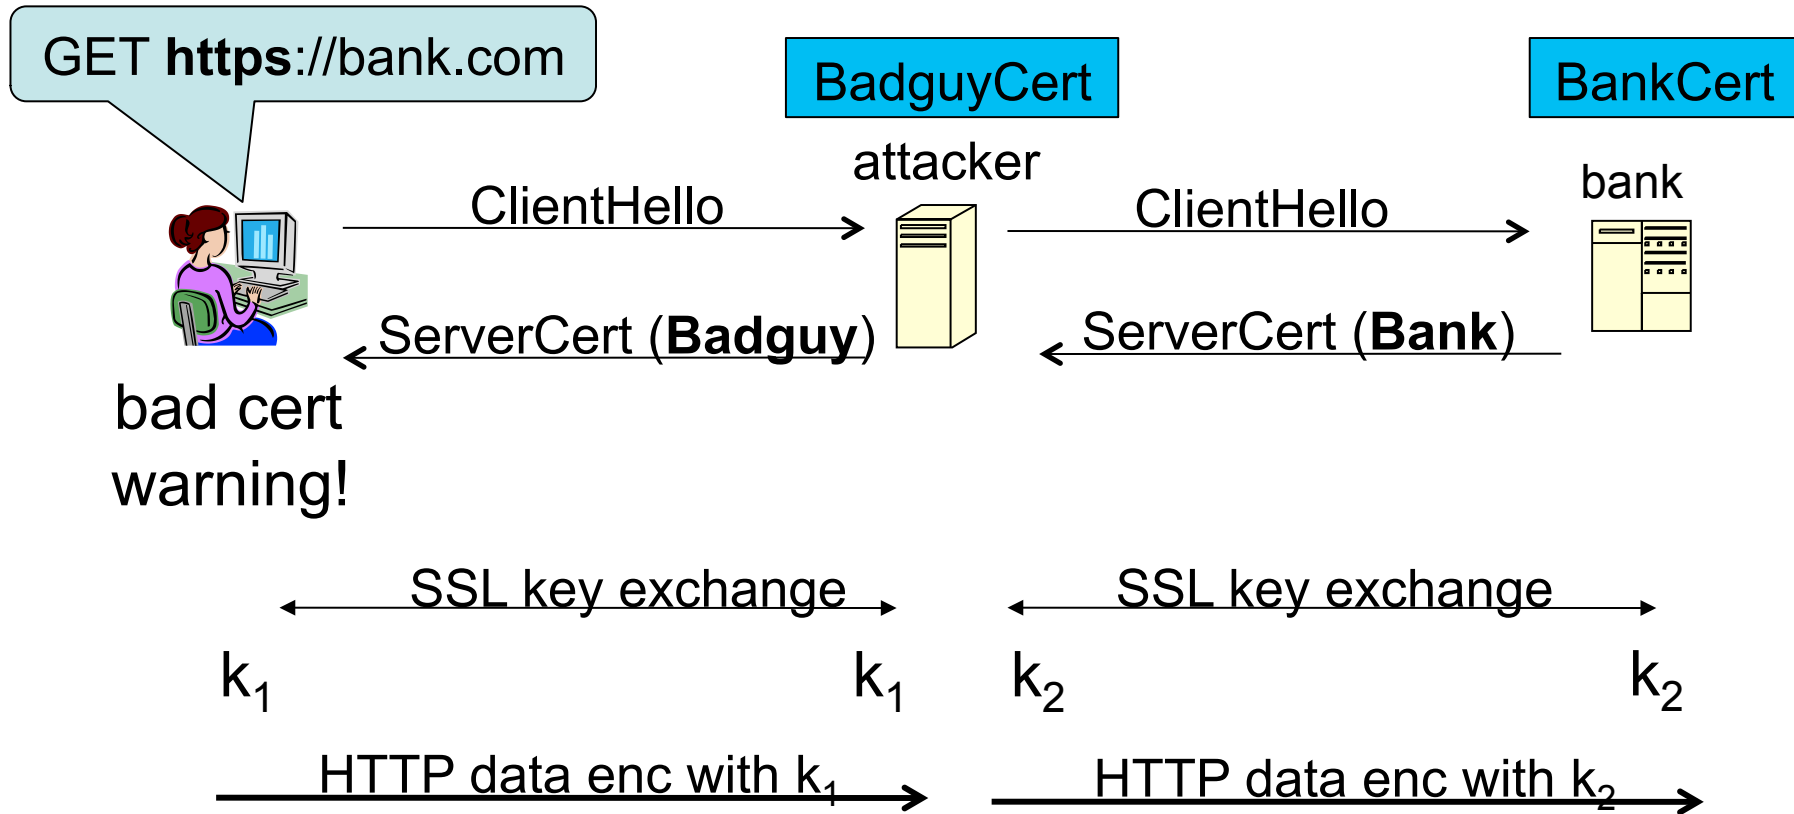 GET https://bank.com
BadguyCert
BankCert
attacker
bank
ClientHello
ClientHello
ServerCert (Badguy)
ServerCert (Bank)
bad cert
warning!
SSL key exchange
SSL key exchange
k₁
k₁
k₂
k₂
HTTP data enc with k₁
HTTP data enc with k₂